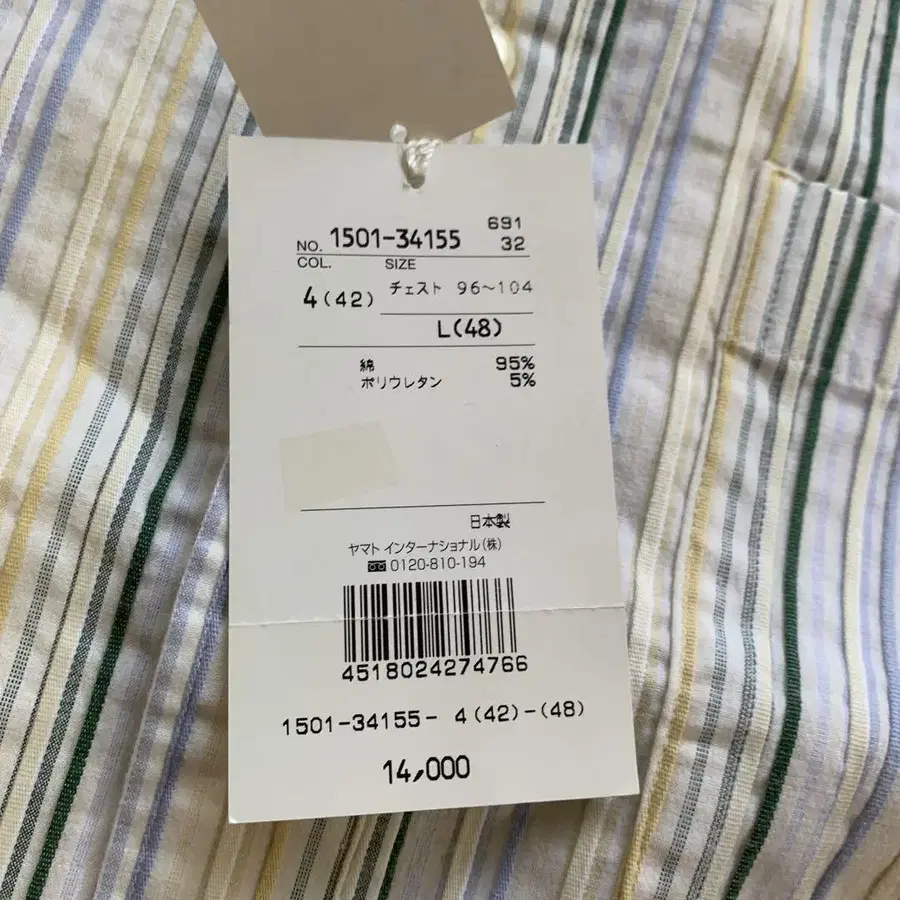 NO. 1501-34155 691 32
COL. SIZE
4(42) チェスト 96~104
L(48)
綿 95%
ポリウレタン 5%
日本製
ヤマト インターナショナル(株)
0120-810-194
4518024274766
1501-34155- 4(42)-(48)
14,000